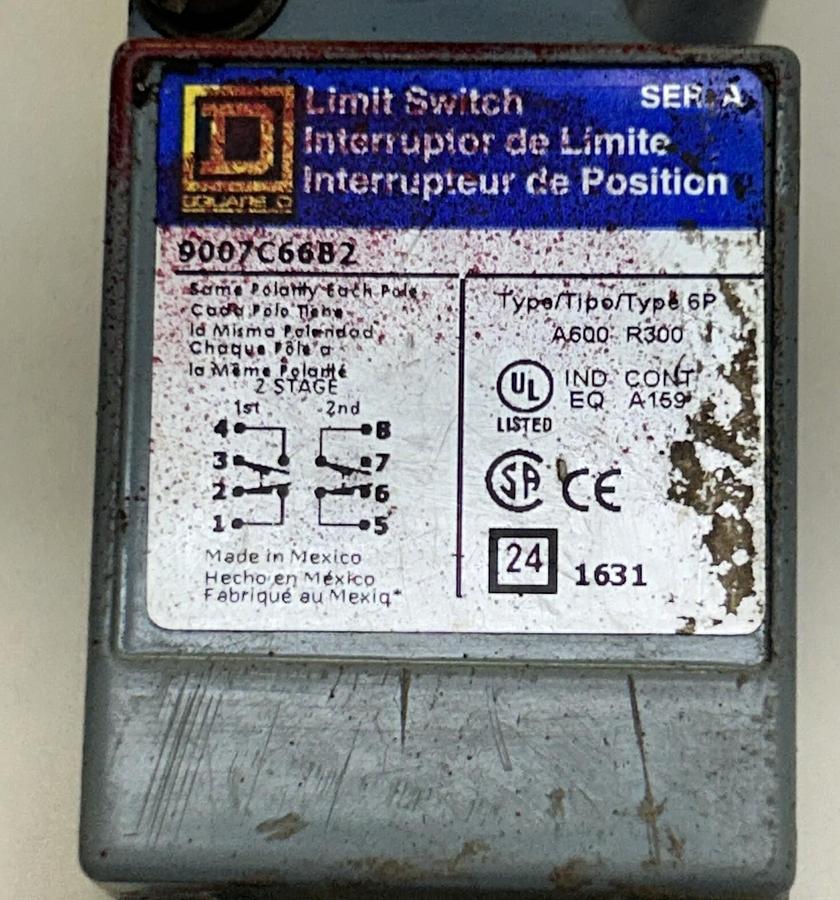 SER A
Limit Switch
Interruptor de Límite
Interrupteur de Position
SQUARE D
9007C66B2
Same Polarity Each Pole
Cada Polo Tiene
la Misma Polaridad
Chaque Pôle a
la Même Polarité
2 STAGE
1st 2nd
4 8
3 7
2 6
1 5
Made in Mexico
Hecho en México
Fabriqué au Mexiq*
Type/Tipo/Type 6P
A600 R300
UL
LISTED
IND CONT
EQ A159
SA
CE
24
1631